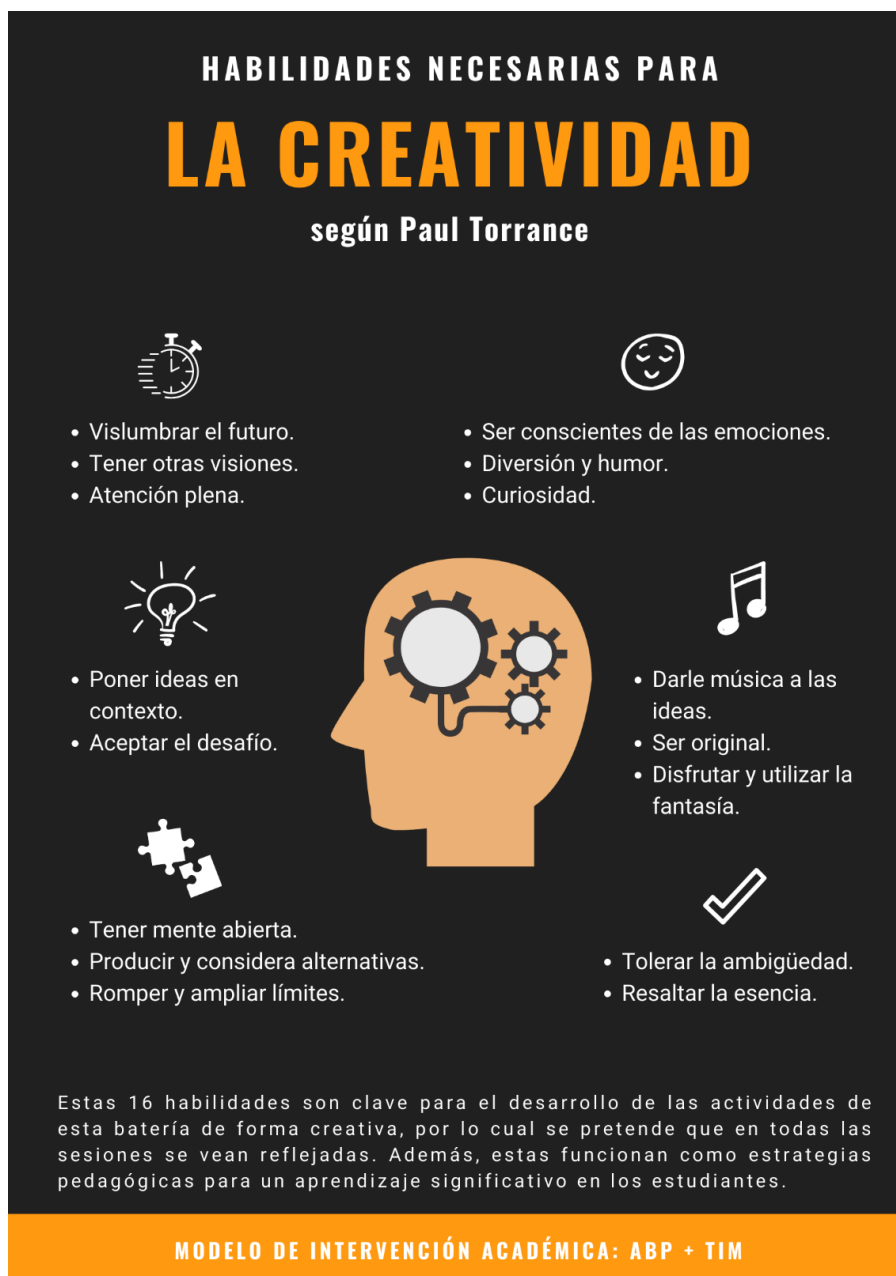 HABILIDADES NECESARIAS PARA
LA CREATIVIDAD
según Paul Torrance
• Vislumbrar el futuro.
• Tener otras visiones.
• Atención plena.
• Ser conscientes de las emociones.
• Diversión y humor.
• Curiosidad.
• Poner ideas en
contexto.
• Aceptar el desafío.
• Darle música a las
ideas.
• Ser original.
• Disfrutar y utilizar la
fantasía.
• Tener mente abierta.
• Producir y considera alternativas.
• Romper y ampliar límites.
• Tolerar la ambigüedad.
• Resaltar la esencia.
Estas 16 habilidades son clave para el desarrollo de las actividades de
esta batería de forma creativa, por lo cual se pretende que en todas las
sesiones se vean reflejadas. Además, estas funcionan como estrategias
pedagógicas para un aprendizaje significativo en los estudiantes.
MODELO DE INTERVENCIÓN ACADÉMICA: ABP + TIM